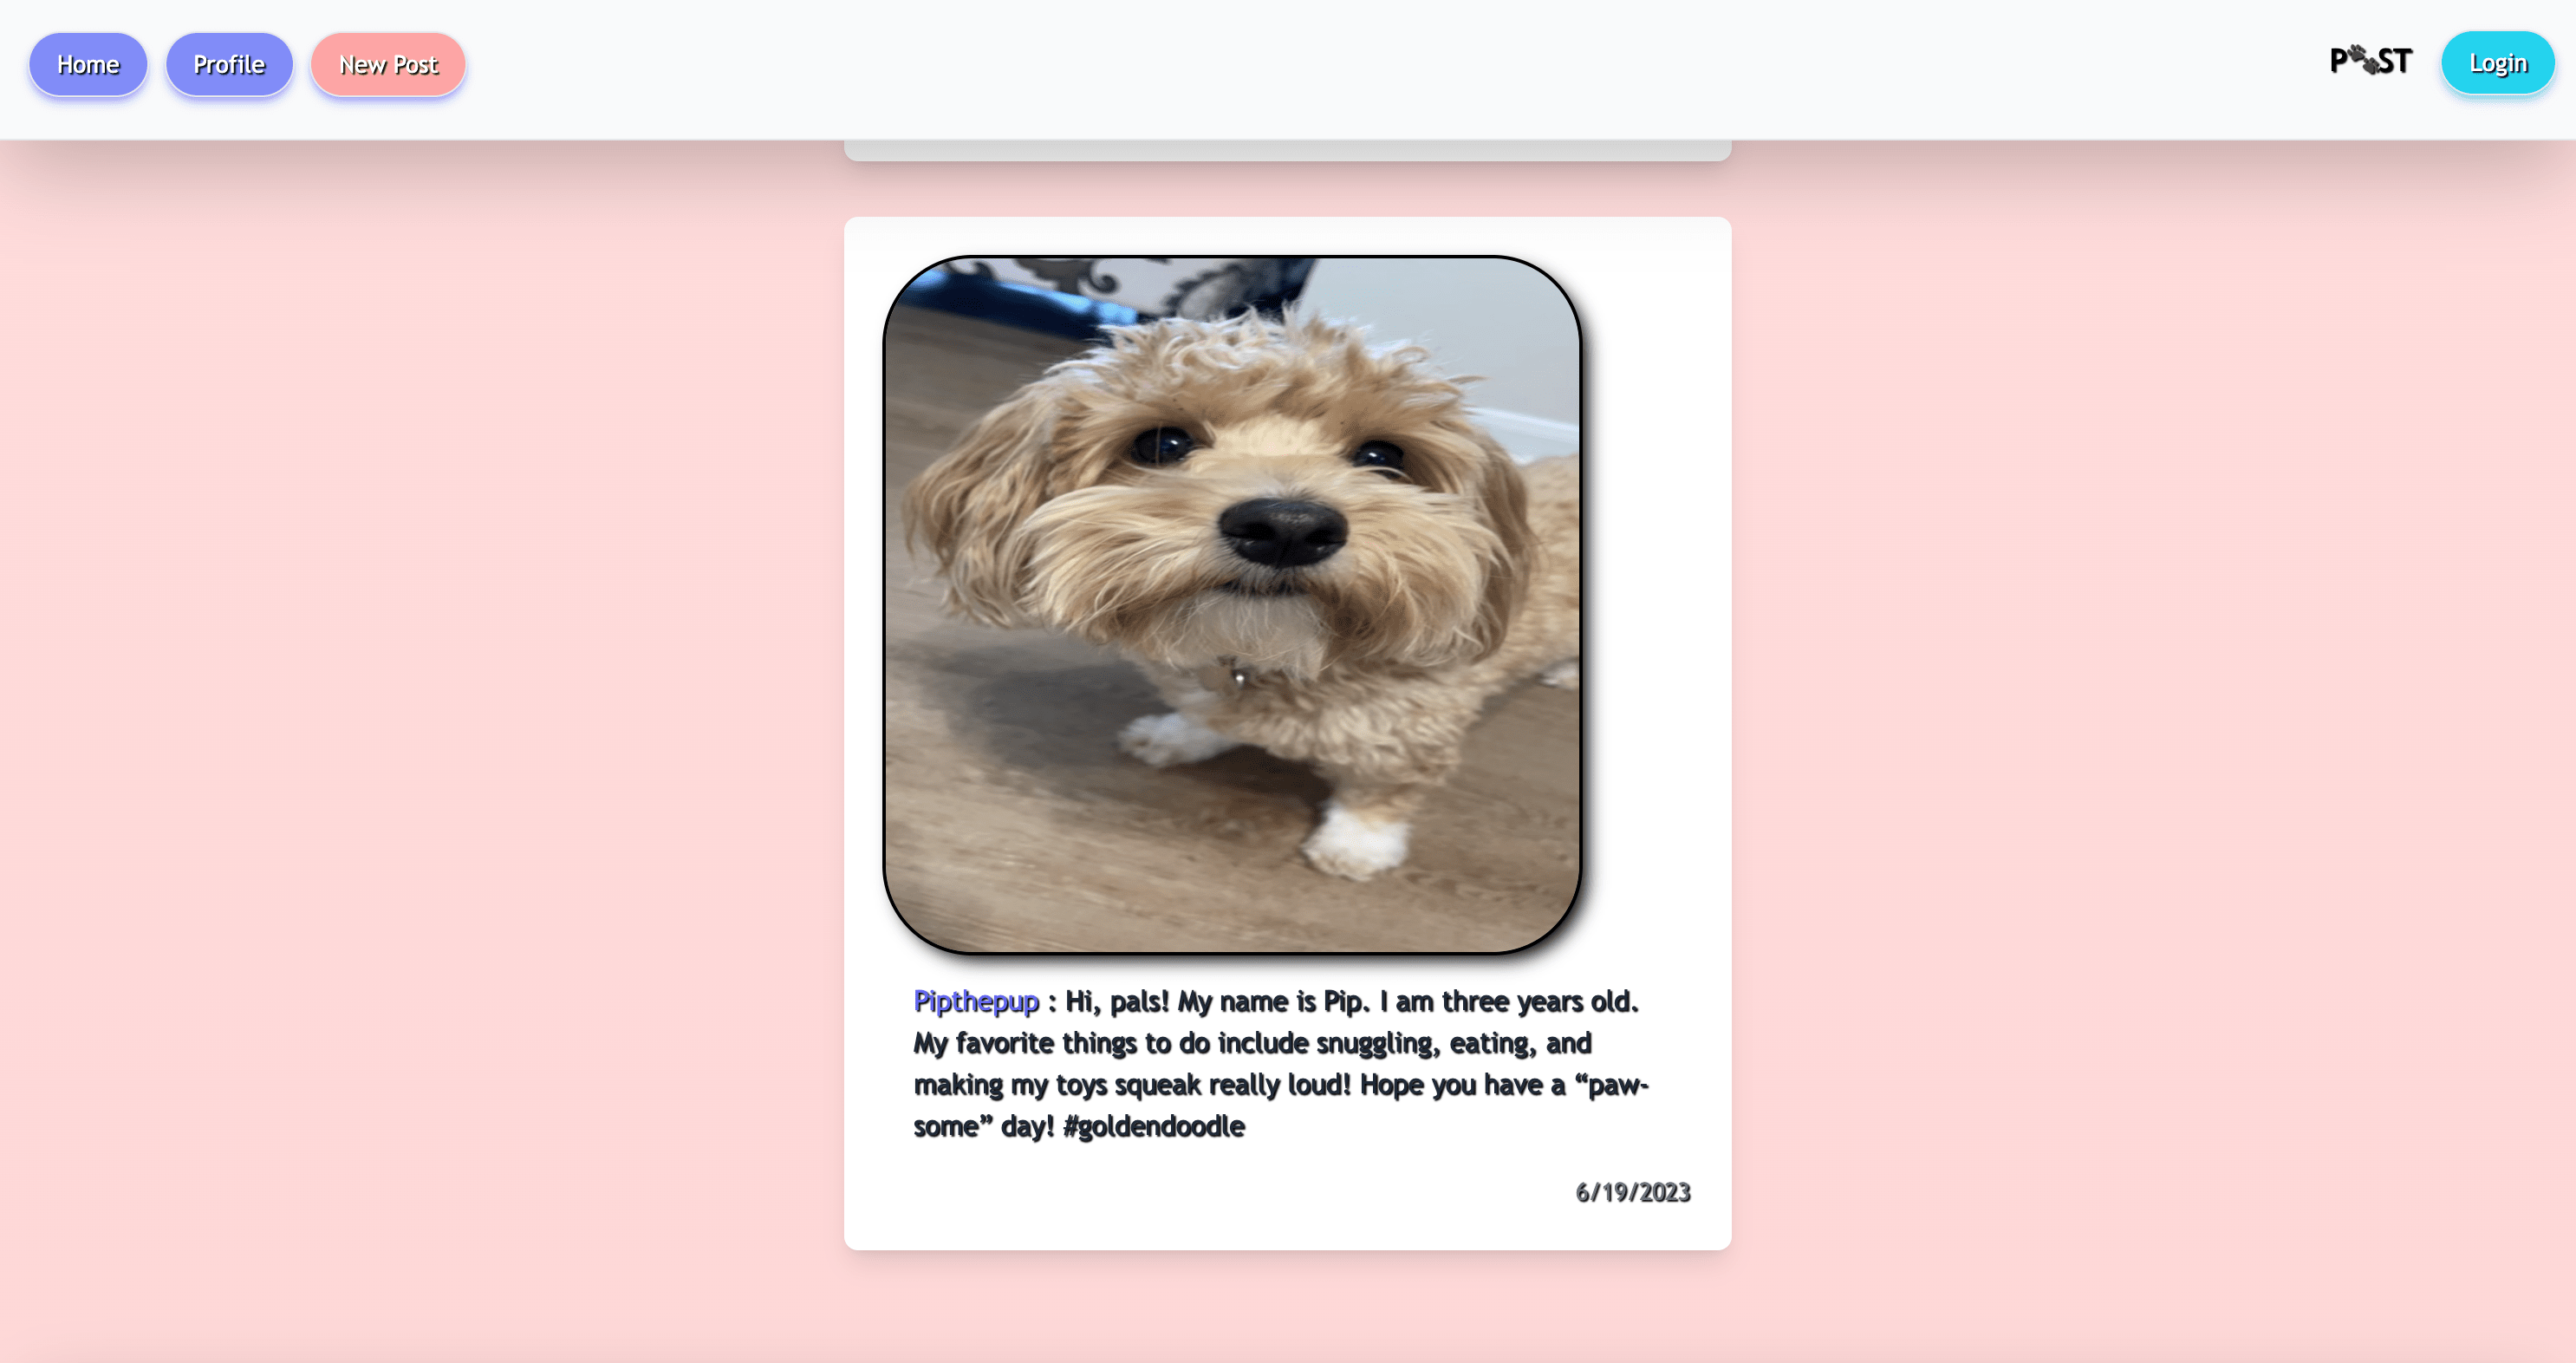 Home Profile New Post P🐾ST Login
Pipthepup : Hi, pals! My name is Pip. I am three years old.
My favorite things to do include snuggling, eating, and
making my toys squeak really loud! Hope you have a “paw-
some” day! #goldendoodle
6/19/2023